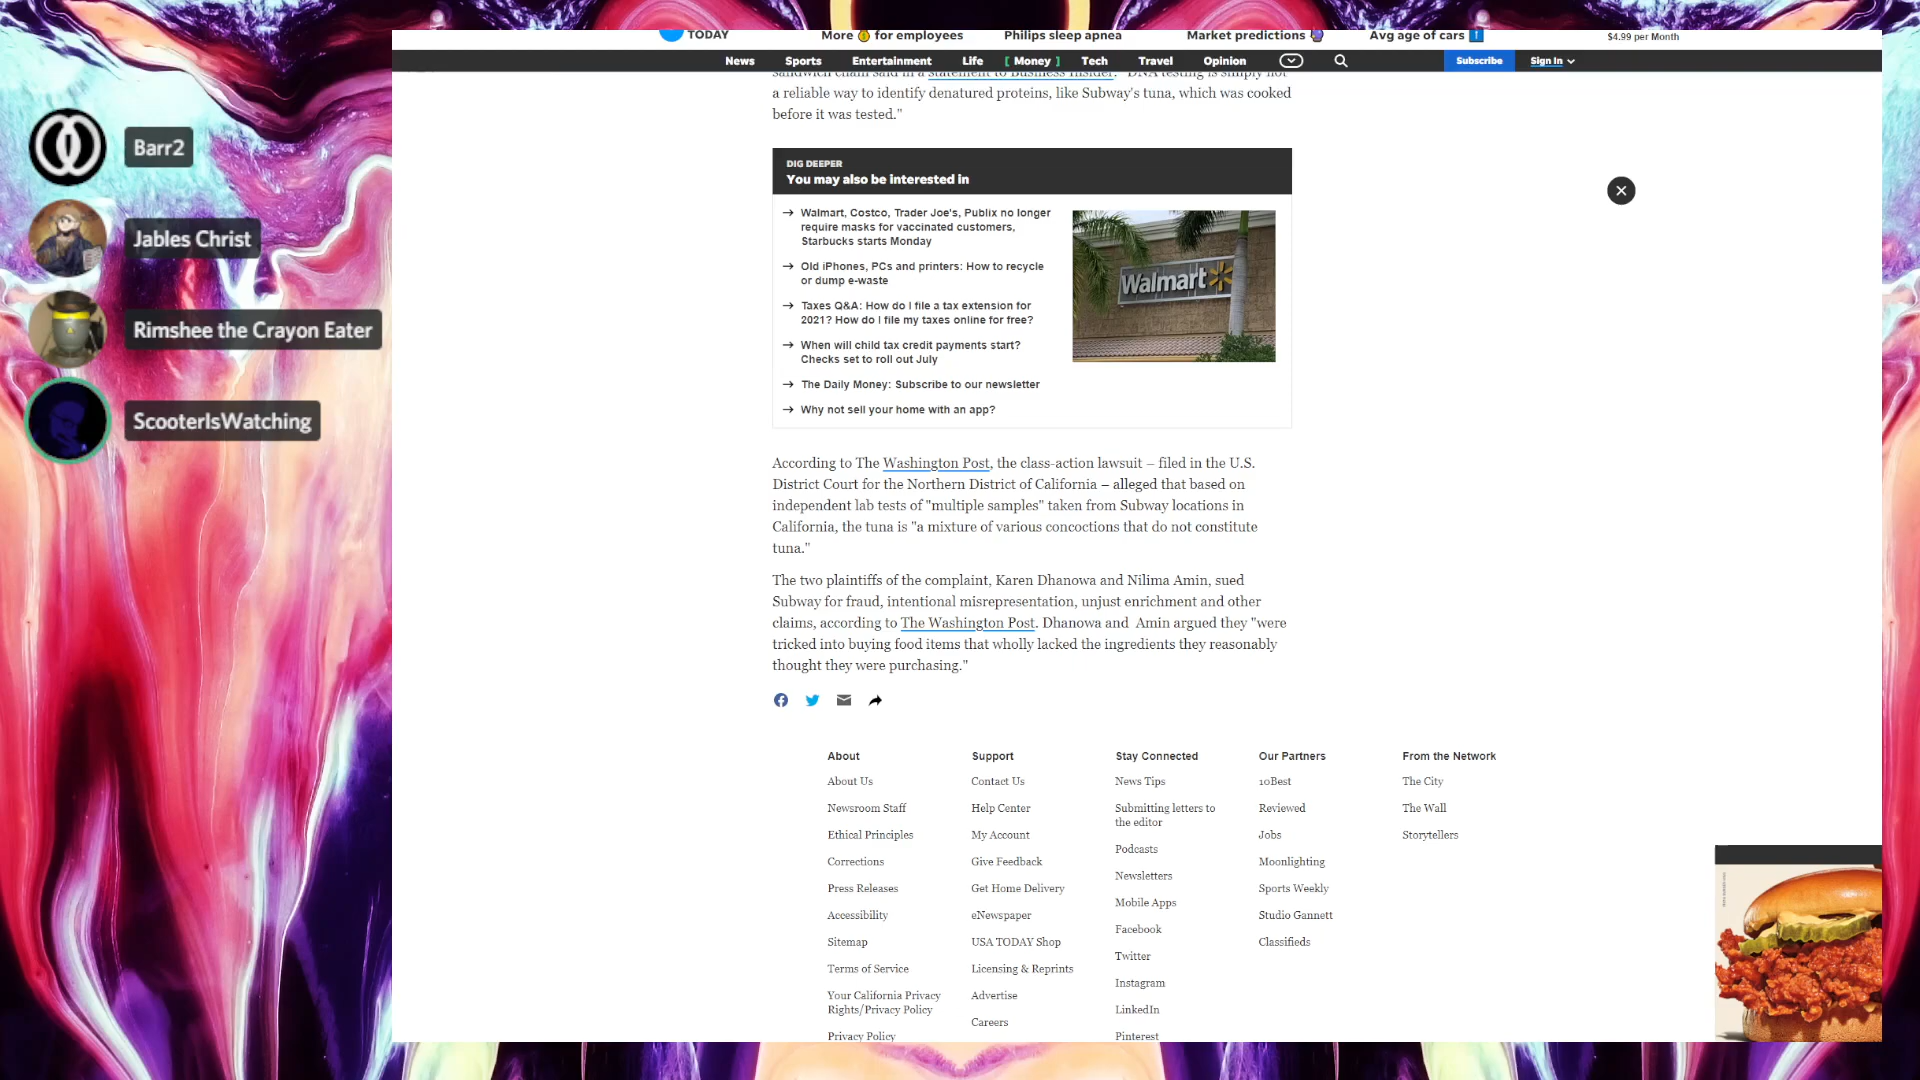 TODAY
More for employees
Philips sleep apnea
Market predictions
Avg age of cars
$4.99 per Month
News Sports Entertainment Life [ Money ] Tech Travel Opinion
Subscribe
Sign In
sandwich chain said in a statement to Business Insider. "DNA testing is simply not
a reliable way to identify denatured proteins, like Subway's tuna, which was cooked
before it was tested."
Barr2
Jables Christ
Rimshee the Crayon Eater
ScooterIsWatching
DIG DEEPER
You may also be interested in
Walmart, Costco, Trader Joe's, Publix no longer
require masks for vaccinated customers,
Starbucks starts Monday
Old iPhones, PCs and printers: How to recycle
or dump e-waste
Taxes Q&A: How do I file a tax extension for
2021? How do I file my taxes online for free?
When will child tax credit payments start?
Checks set to roll out July
The Daily Money: Subscribe to our newsletter
Why not sell your home with an app?
Walmart
According to The Washington Post, the class-action lawsuit – filed in the U.S.
District Court for the Northern District of California – alleged that based on
independent lab tests of "multiple samples" taken from Subway locations in
California, the tuna is "a mixture of various concoctions that do not constitute
tuna."
The two plaintiffs of the complaint, Karen Dhanowa and Nilima Amin, sued
Subway for fraud, intentional misrepresentation, unjust enrichment and other
claims, according to The Washington Post. Dhanowa and Amin argued they "were
tricked into buying food items that wholly lacked the ingredients they reasonably
thought they were purchasing."
About
About Us
Newsroom Staff
Ethical Principles
Corrections
Press Releases
Accessibility
Sitemap
Terms of Service
Your California Privacy
Rights/Privacy Policy
Privacy Policy
Support
Contact Us
Help Center
My Account
Give Feedback
Get Home Delivery
eNewspaper
USA TODAY Shop
Licensing & Reprints
Advertise
Careers
Stay Connected
News Tips
Submitting letters to
the editor
Podcasts
Newsletters
Mobile Apps
Facebook
Twitter
Instagram
LinkedIn
Pinterest
Our Partners
10Best
Reviewed
Jobs
Moonlighting
Sports Weekly
Studio Gannett
Classifieds
From the Network
The City
The Wall
Storytellers